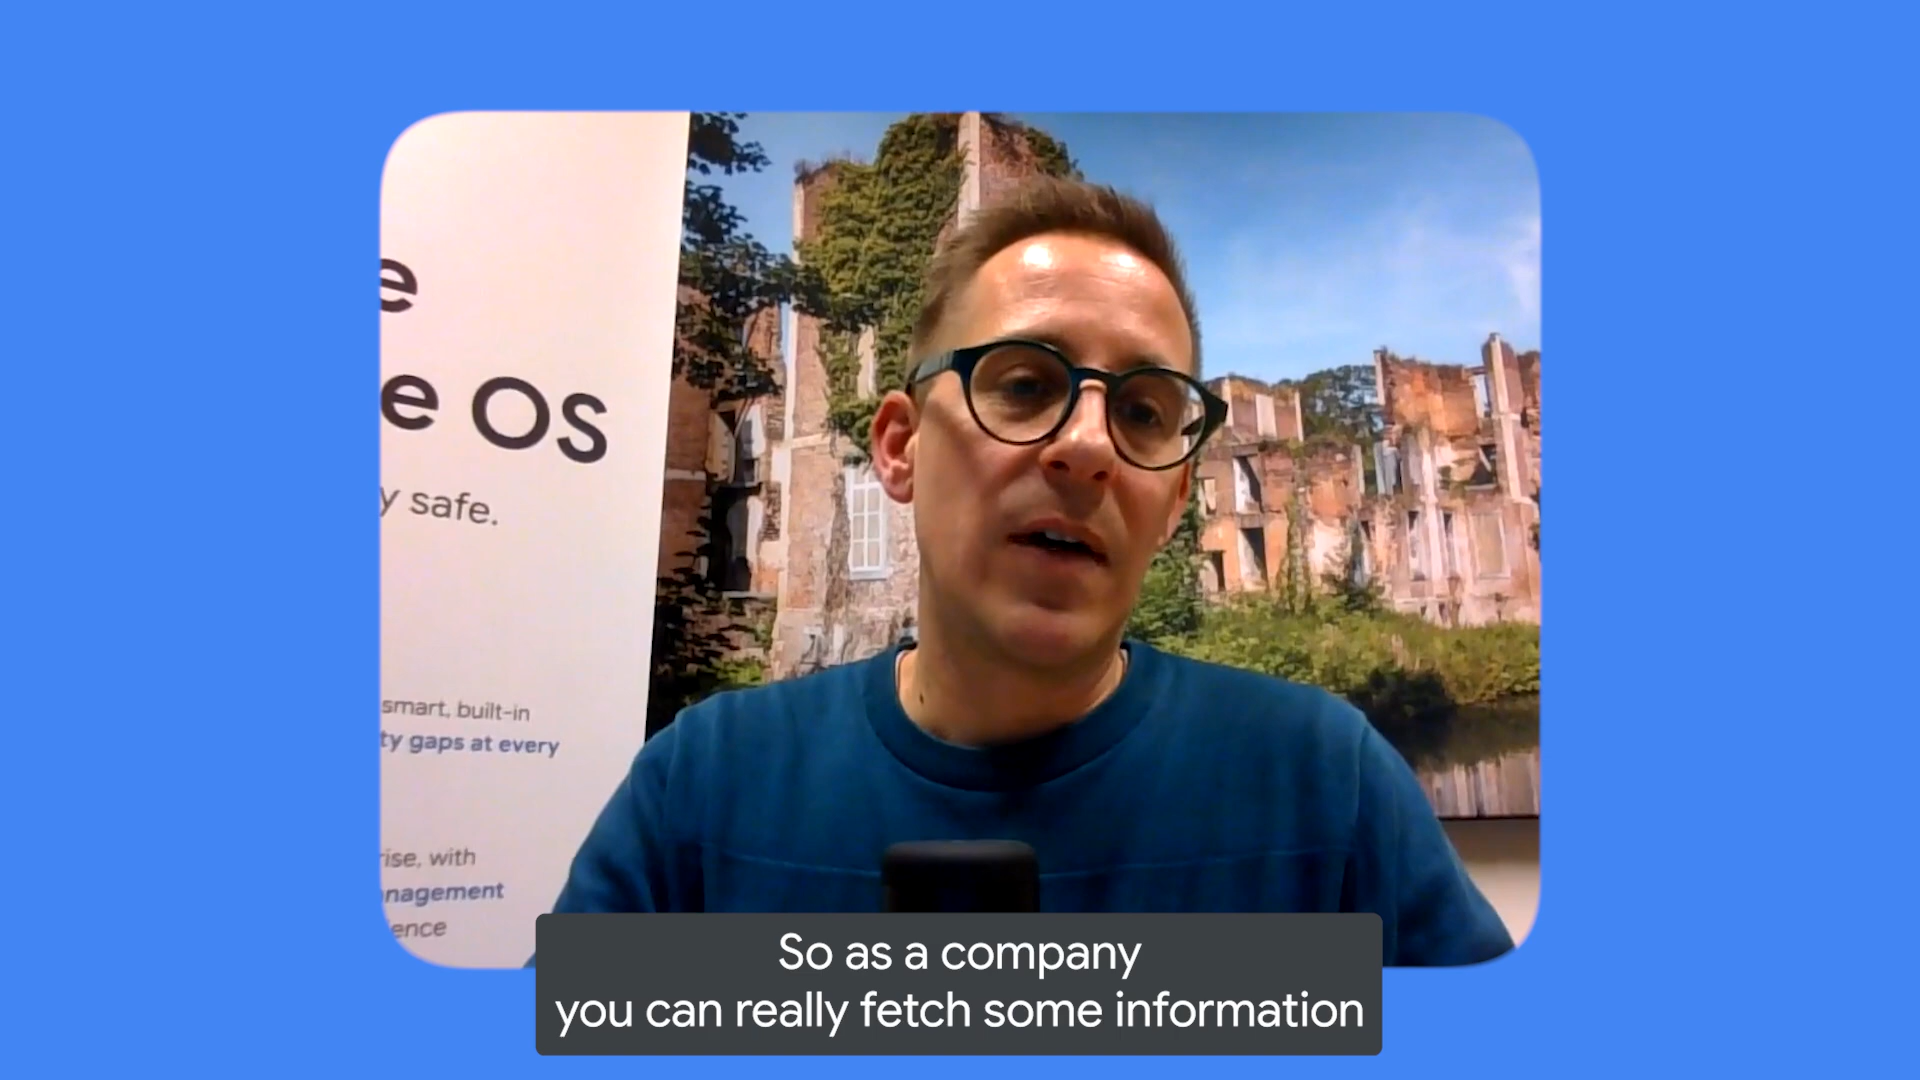 e
e OS
y safe.
smart, built-in
ty gaps at every
rise, with
nagement
ience
So as a company
you can really fetch some information